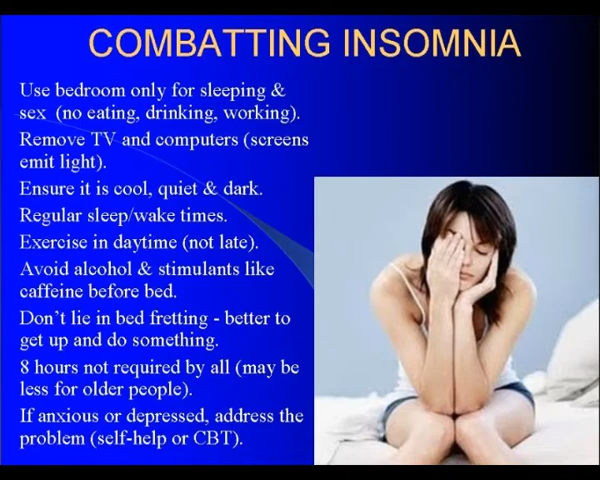 COMBATTING INSOMNIA
Use bedroom only for sleeping &
sex (no eating, drinking, working).
Remove TV and computers (screens
emit light).
Ensure it is cool, quiet & dark.
Regular sleep/wake times.
Exercise in daytime (not late).
Avoid alcohol & stimulants like
caffeine before bed.
Don't lie in bed fretting - better to
get up and do something.
8 hours not required by all (may be
less for older people).
If anxious or depressed, address the
problem (self-help or CBT).